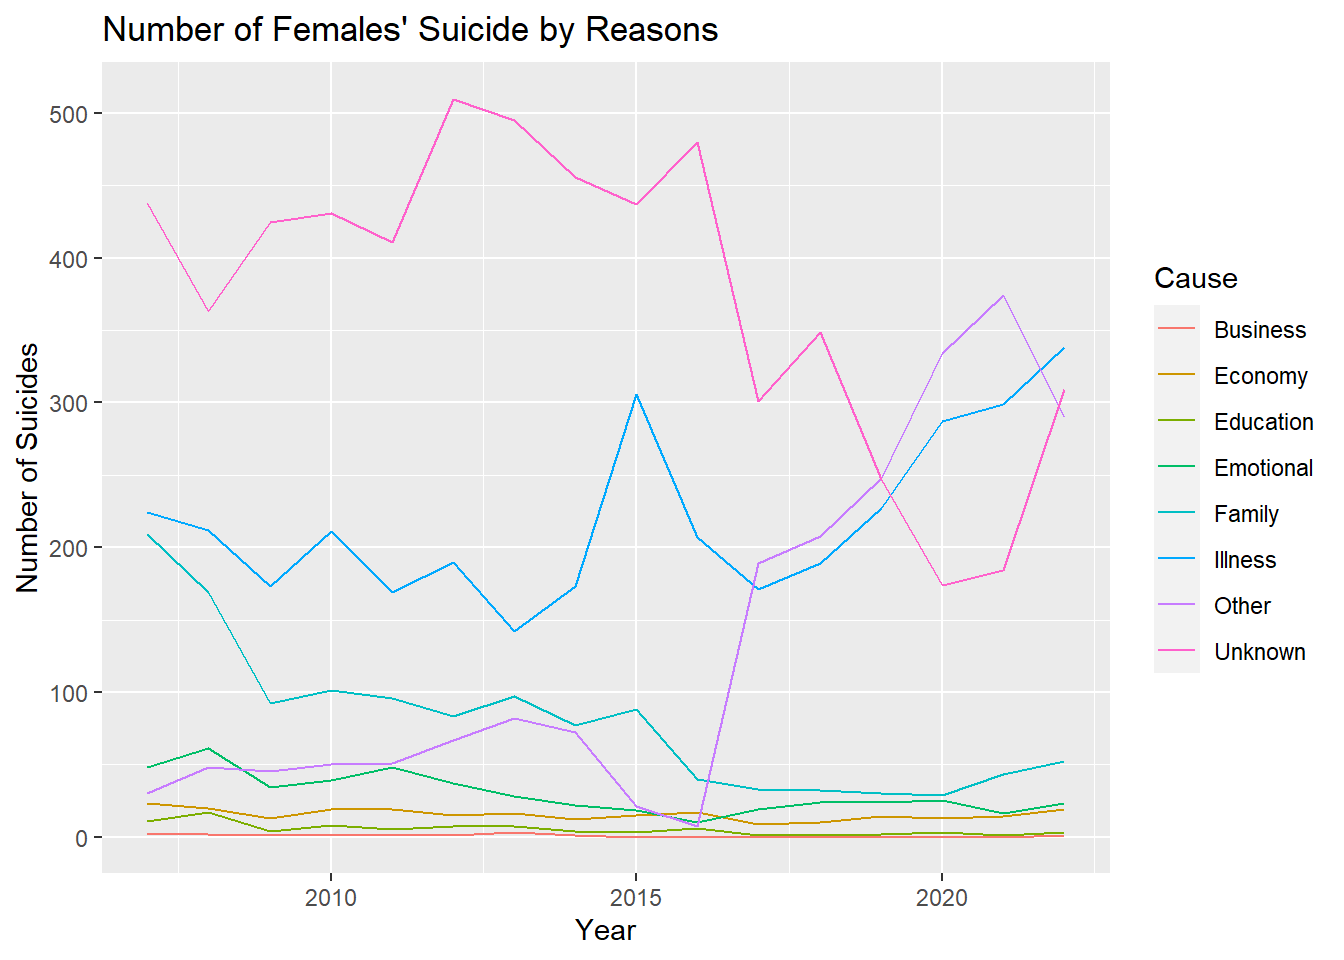 Number of Females' Suicide by Reasons
Number of Suicides
500
400
300
200
100
0
2010
2015
2020
Year
Cause
Business
Economy
Education
Emotional
Family
Illness
Other
Unknown